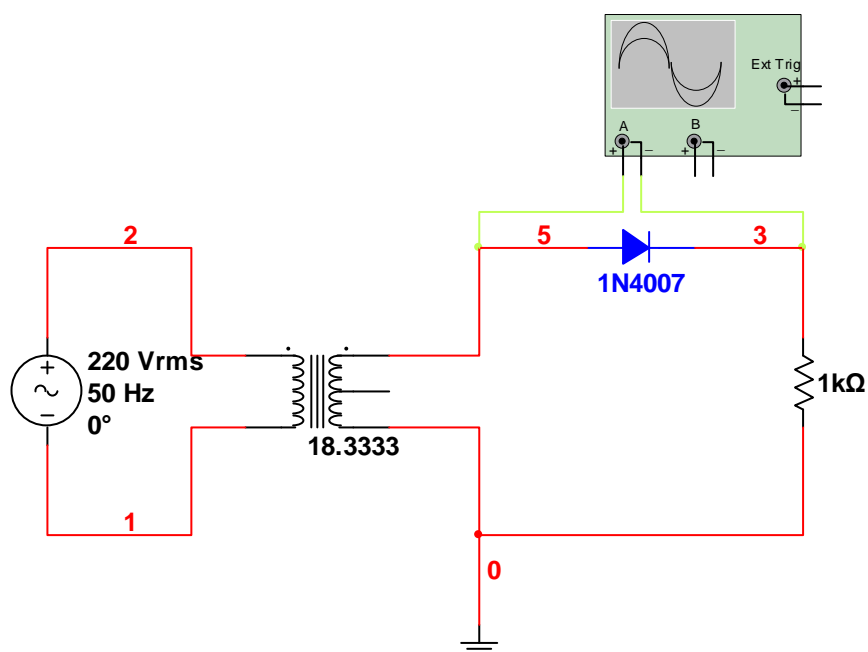 Ext Trig
+
−
A
B
+ −
+ −
2
5
3
1N4007
+
220 Vrms
50 Hz
0°
−
1kΩ
18.3333
1
0